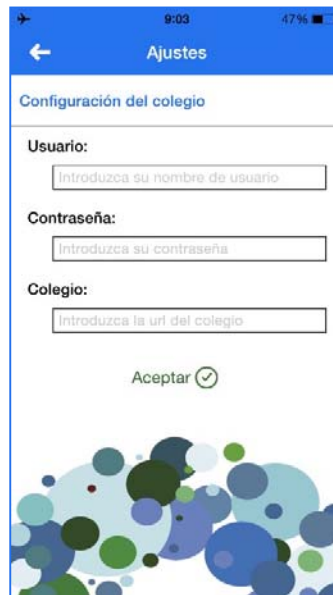 9:03
47%
Ajustes
Configuración del colegio
Usuario:
Introduzca su nombre de usuario
Contraseña:
Introduzca su contraseña
Colegio:
Introduzca la url del colegio
Aceptar